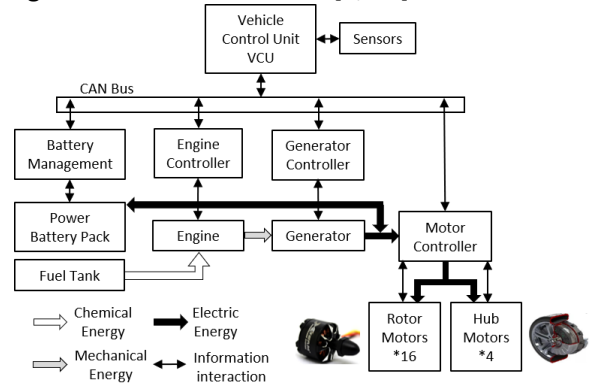 Vehicle
Control Unit
VCU
Sensors
CAN Bus
Battery
Management
Engine
Controller
Generator
Controller
Power
Battery Pack
Engine
Generator
Motor
Controller
Fuel Tank
Chemical
Energy
Electric
Energy
Mechanical
Energy
Information
interaction
Rotor
Motors
*16
Hub
Motors
*4